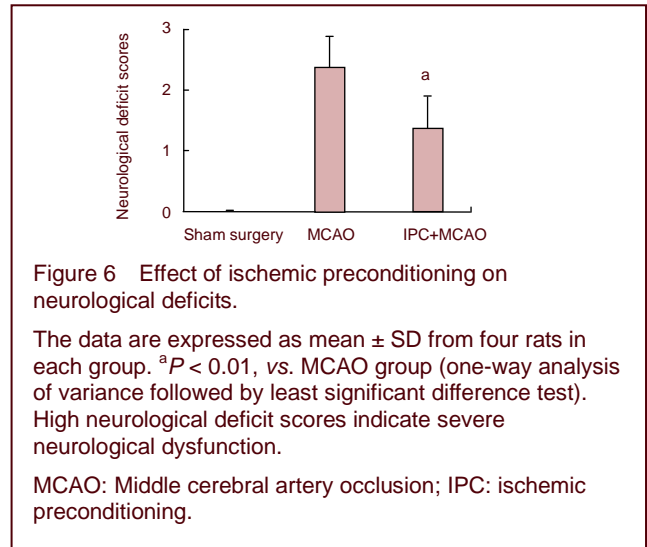 3
2
1
0
Neurological deficit scores
a
Sham surgery MCAO IPC+MCAO
Figure 6 Effect of ischemic preconditioning on
neurological deficits.
The data are expressed as mean ± SD from four rats in
each group. ᵃP < 0.01, vs. MCAO group (one-way analysis
of variance followed by least significant difference test).
High neurological deficit scores indicate severe
neurological dysfunction.
MCAO: Middle cerebral artery occlusion; IPC: ischemic
preconditioning.